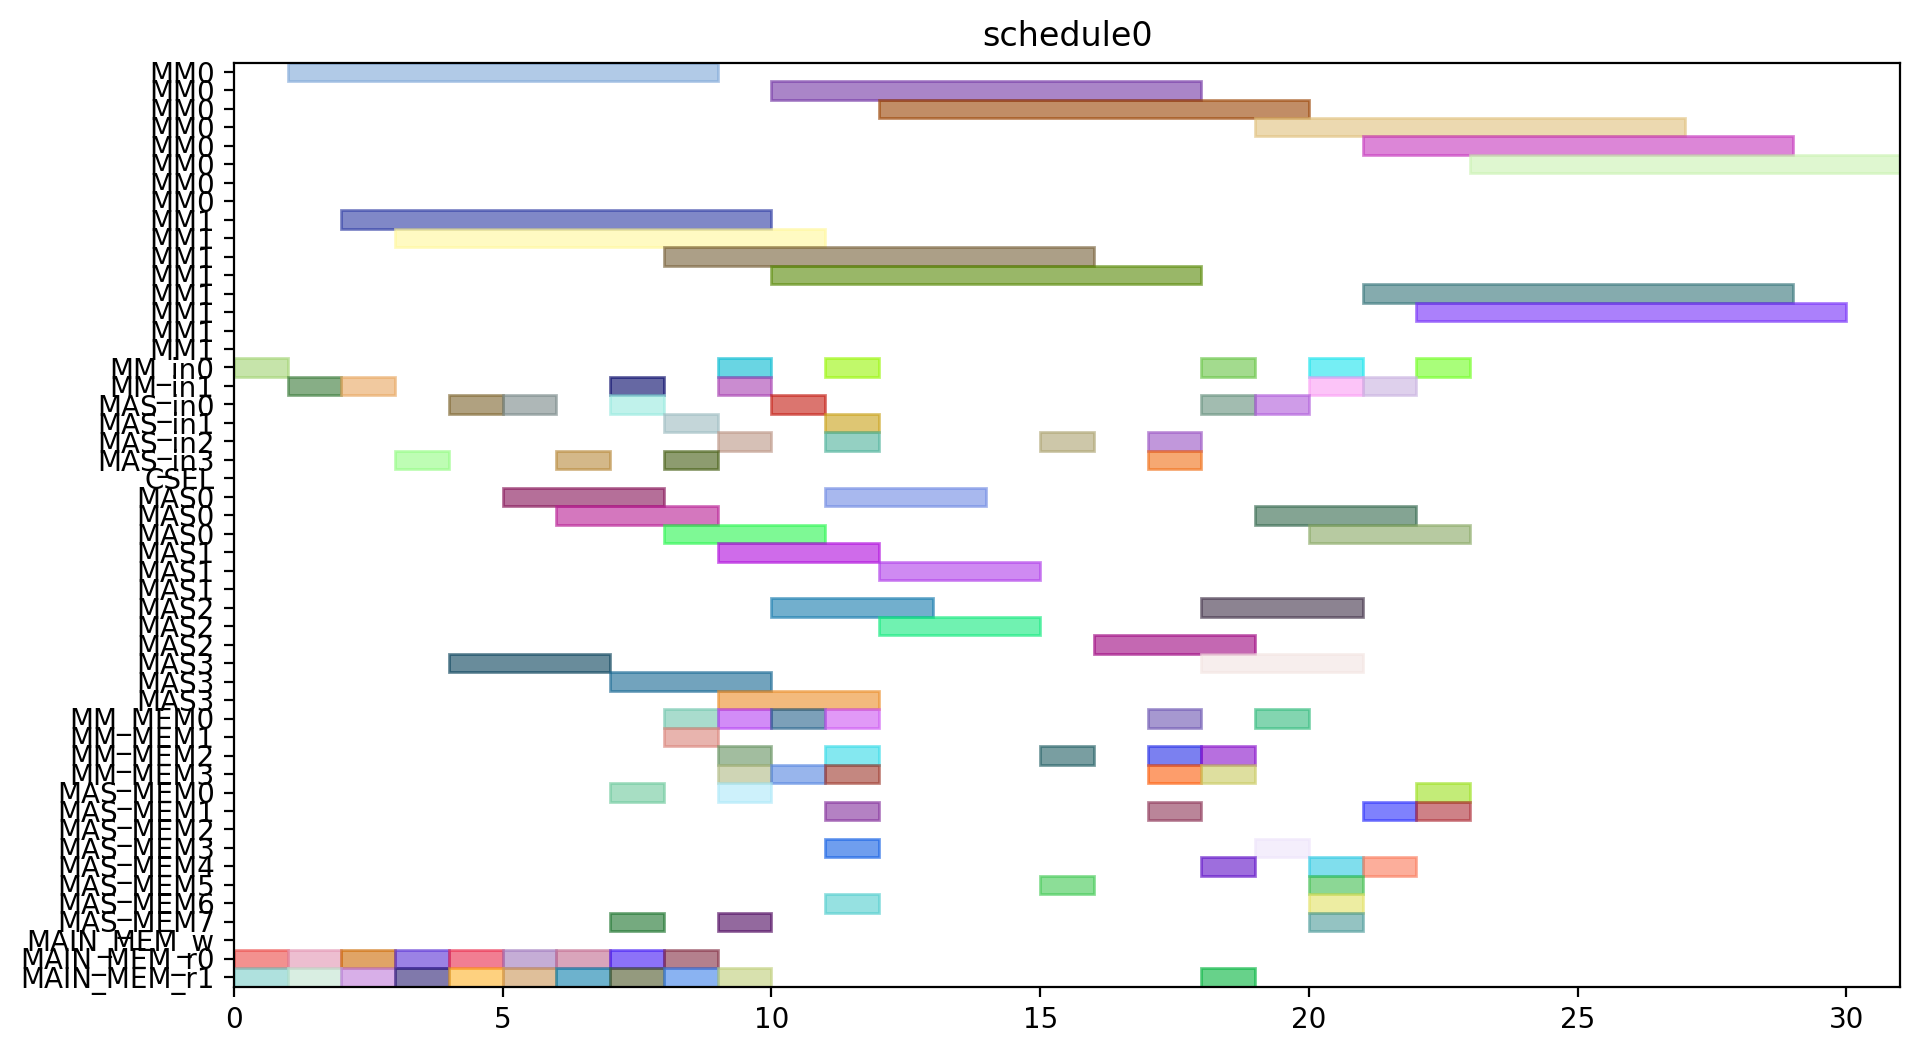 schedule0
MM0
MM0
MM0
MM0
MM0
MM0
MM0
MM0
MM1
MM1
MM1
MM1
MM1
MM1
MM1
MM1
MM_in0
MM_in1
MAS_in0
MAS_in1
MAS_in2
MAS_in3
CSEL
MAS0
MAS0
MAS0
MAS1
MAS1
MAS1
MAS2
MAS2
MAS2
MAS3
MAS3
MAS3
MM_MEM0
MM_MEM1
MM_MEM2
MM_MEM3
MAS_MEM0
MAS_MEM1
MAS_MEM2
MAS_MEM3
MAS_MEM4
MAS_MEM5
MAS_MEM6
MAS_MEM7
MAIN_MEM_w
MAIN_MEM_r0
MAIN_MEM_r1
0 5 10 15 20 25 30